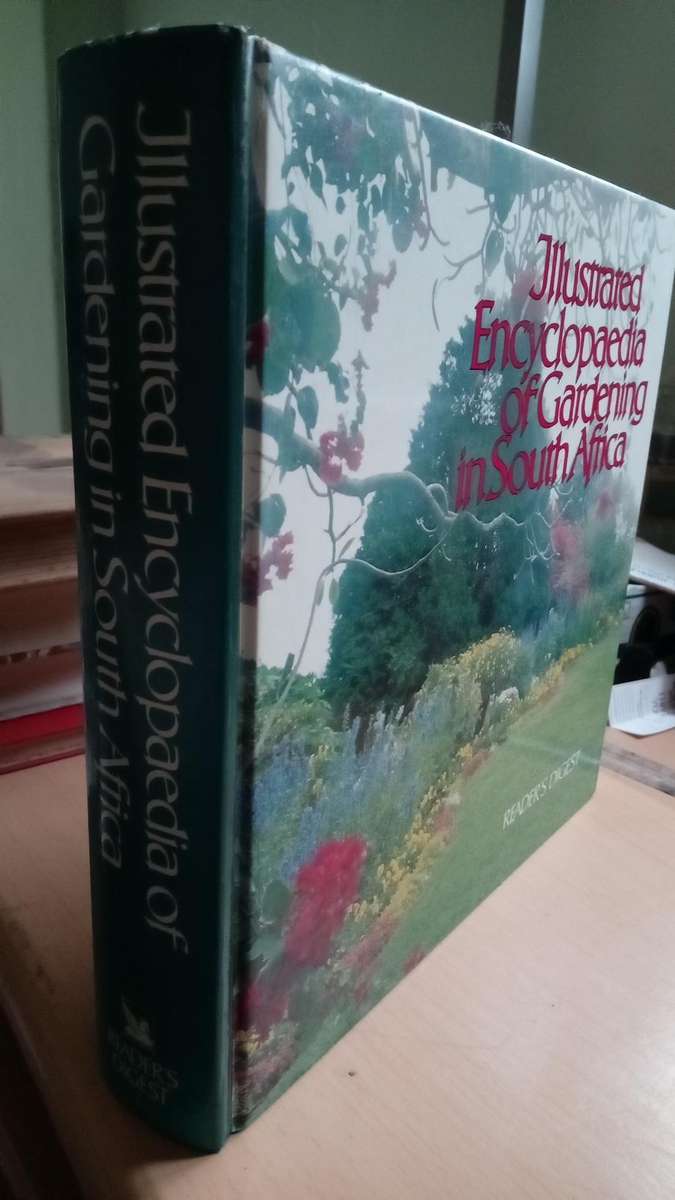 Illustrated Encyclopaedia of
Gardening in South Africa
READER'S
DIGEST
Illustrated
Encyclopaedia
of Gardening
in South Africa
READER'S DIGEST